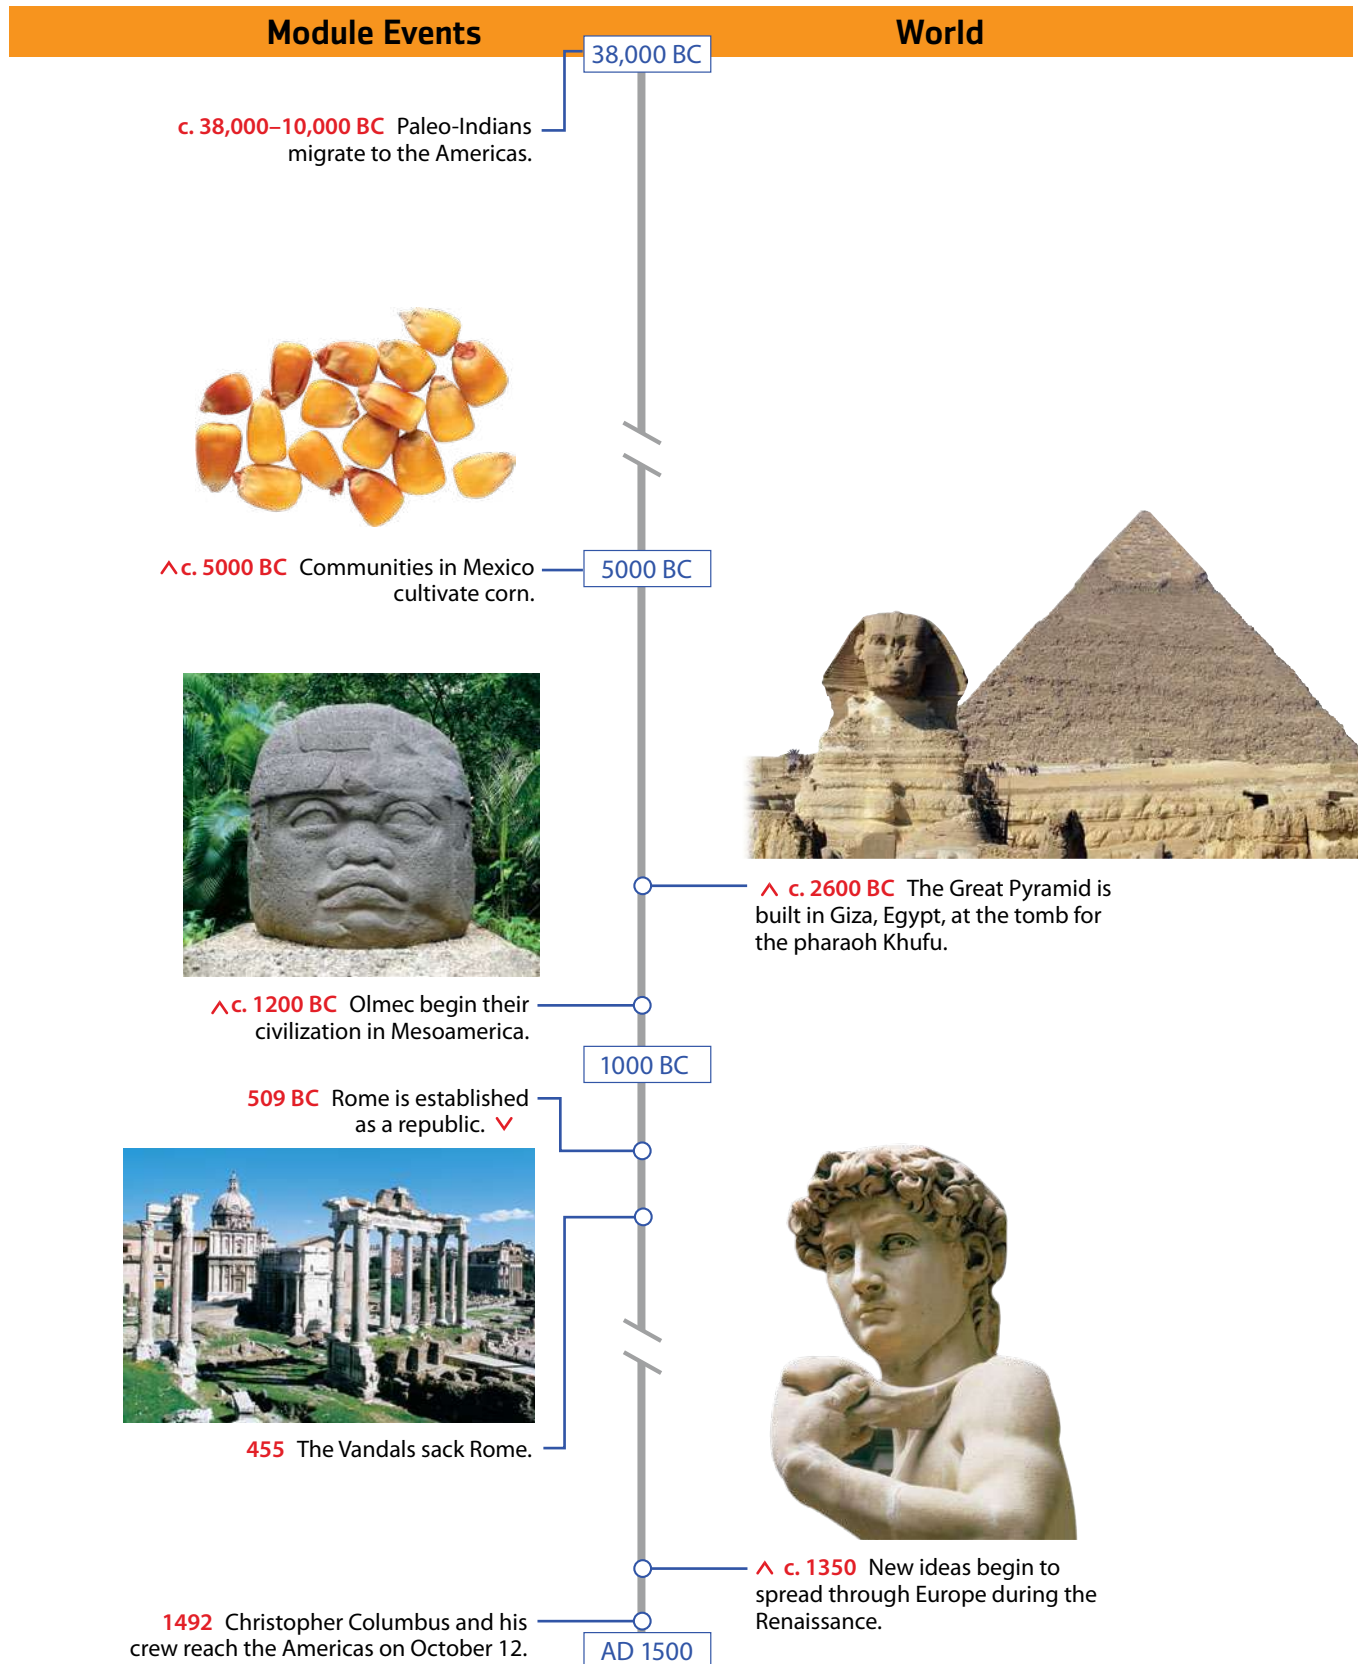 Module Events
World
38,000 BC
c. 38,000–10,000 BC Paleo-Indians
migrate to the Americas.
c. 5000 BC Communities in Mexico
cultivate corn.
5000 BC
c. 2600 BC The Great Pyramid is
built in Giza, Egypt, at the tomb for
the pharaoh Khufu.
c. 1200 BC Olmec begin their
civilization in Mesoamerica.
1000 BC
509 BC Rome is established
as a republic.
455 The Vandals sack Rome.
c. 1350 New ideas begin to
spread through Europe during the
Renaissance.
1492 Christopher Columbus and his
crew reach the Americas on October 12.
AD 1500